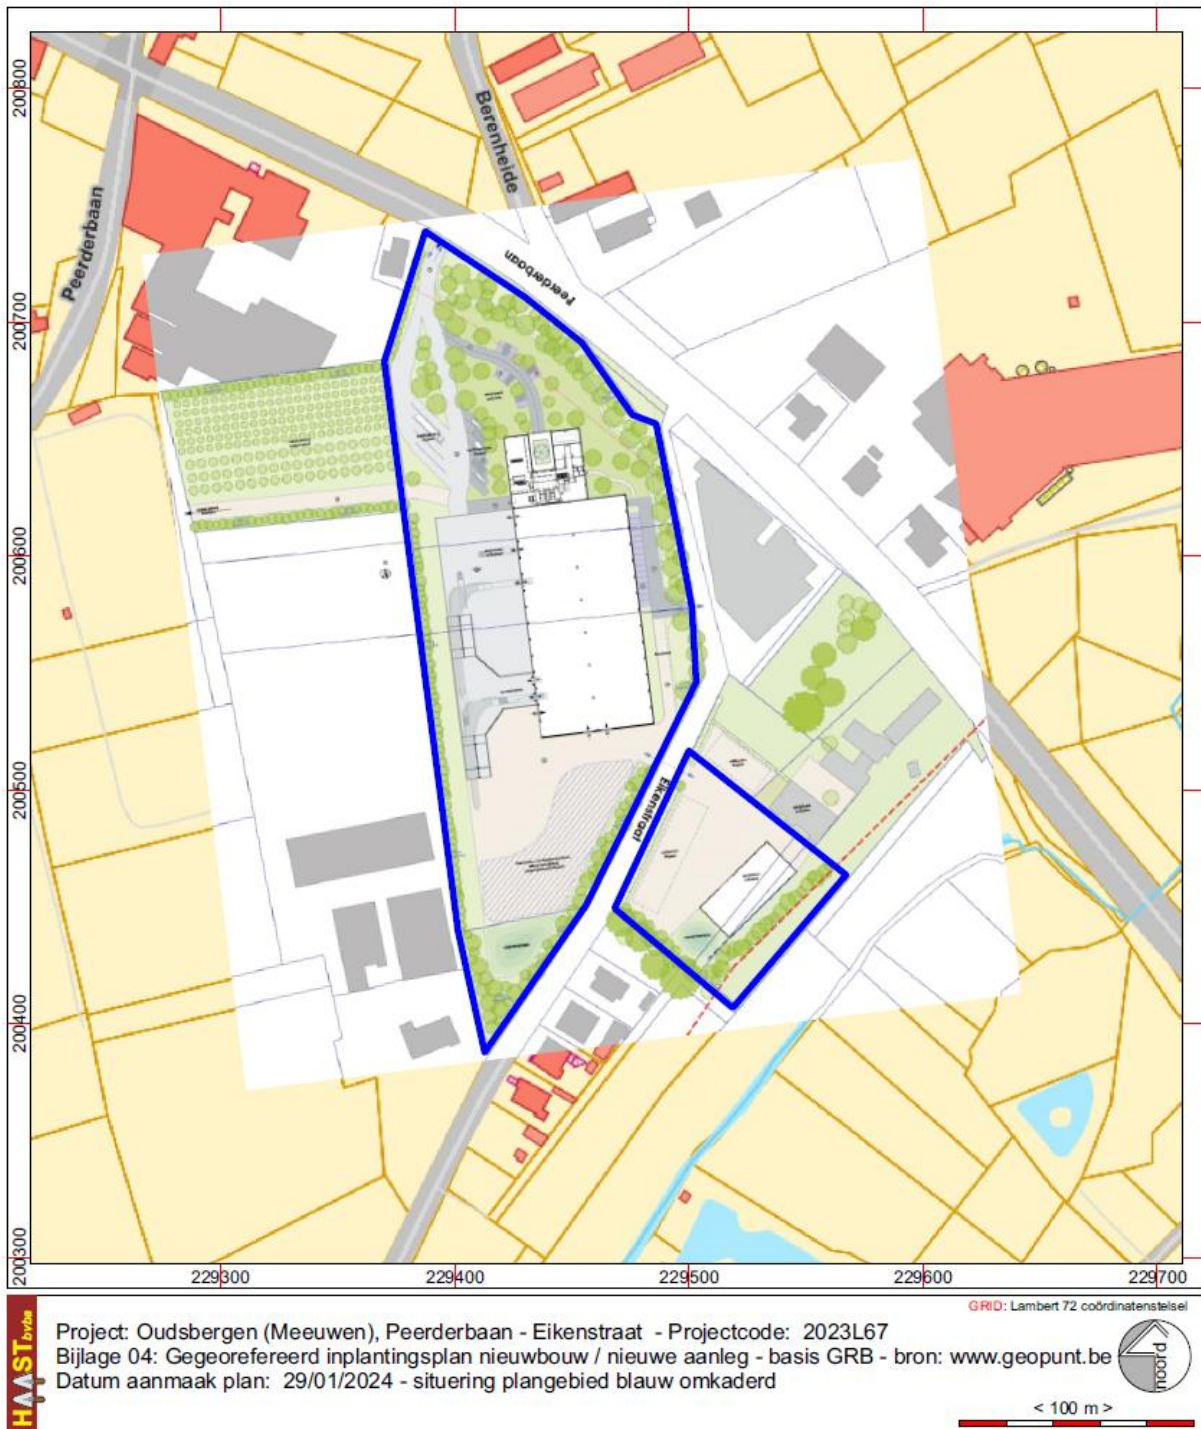 200800
200700
200600
200500
200400
200300
Peerderbaan
Berenheide
Peerderbaan
Eikenstraat
229300
229400
229500
229600
229700
GRID: Lambert 72 coördinatenstelsel
HAAST bvba
Project: Oudsbergen (Meeuwen), Peerderbaan - Eikenstraat - Projectcode: 2023L67
Bijlage 04: Gegeorefereerd inplantingsplan nieuwbouw / nieuwe aanleg - basis GRB - bron: www.geopunt.be
Datum aanmaak plan: 29/01/2024 - situering plangebied blauw omkaderd
noord
< 100 m >